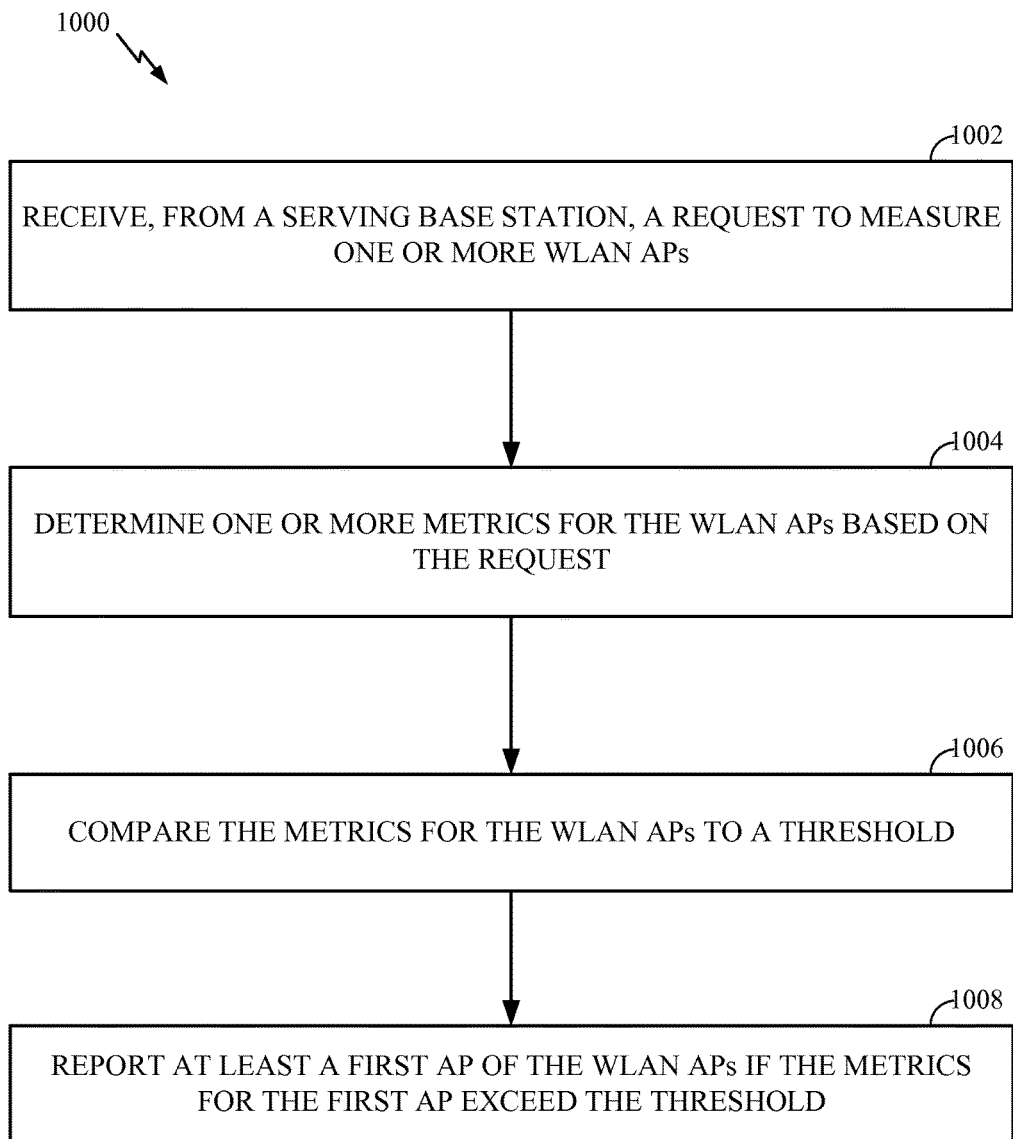 1000
1002
RECEIVE, FROM A SERVING BASE STATION, A REQUEST TO MEASURE
ONE OR MORE WLAN APs
1004
DETERMINE ONE OR MORE METRICS FOR THE WLAN APs BASED ON
THE REQUEST
1006
COMPARE THE METRICS FOR THE WLAN APs TO A THRESHOLD
1008
REPORT AT LEAST A FIRST AP OF THE WLAN APs IF THE METRICS
FOR THE FIRST AP EXCEED THE THRESHOLD